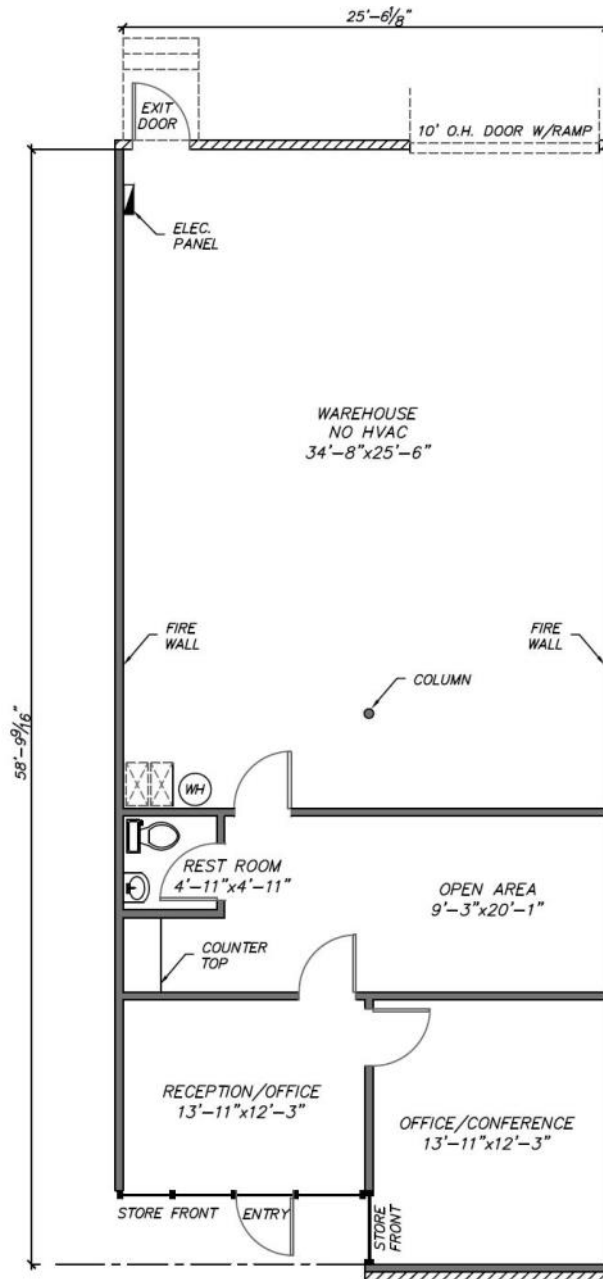 25'-6 1/8"
EXIT
DOOR
10' O.H. DOOR W/RAMP
ELEC.
PANEL
WAREHOUSE
NO HVAC
34'-8"x25'-6"
FIRE
WALL
FIRE
WALL
COLUMN
58'-9 9/16"
WH
REST ROOM
4'-11"x4'-11"
OPEN AREA
9'-3"x20'-1"
COUNTER
TOP
RECEPTION/OFFICE
13'-11"x12'-3"
OFFICE/CONFERENCE
13'-11"x12'-3"
STORE FRONT
ENTRY
STORE
FRONT